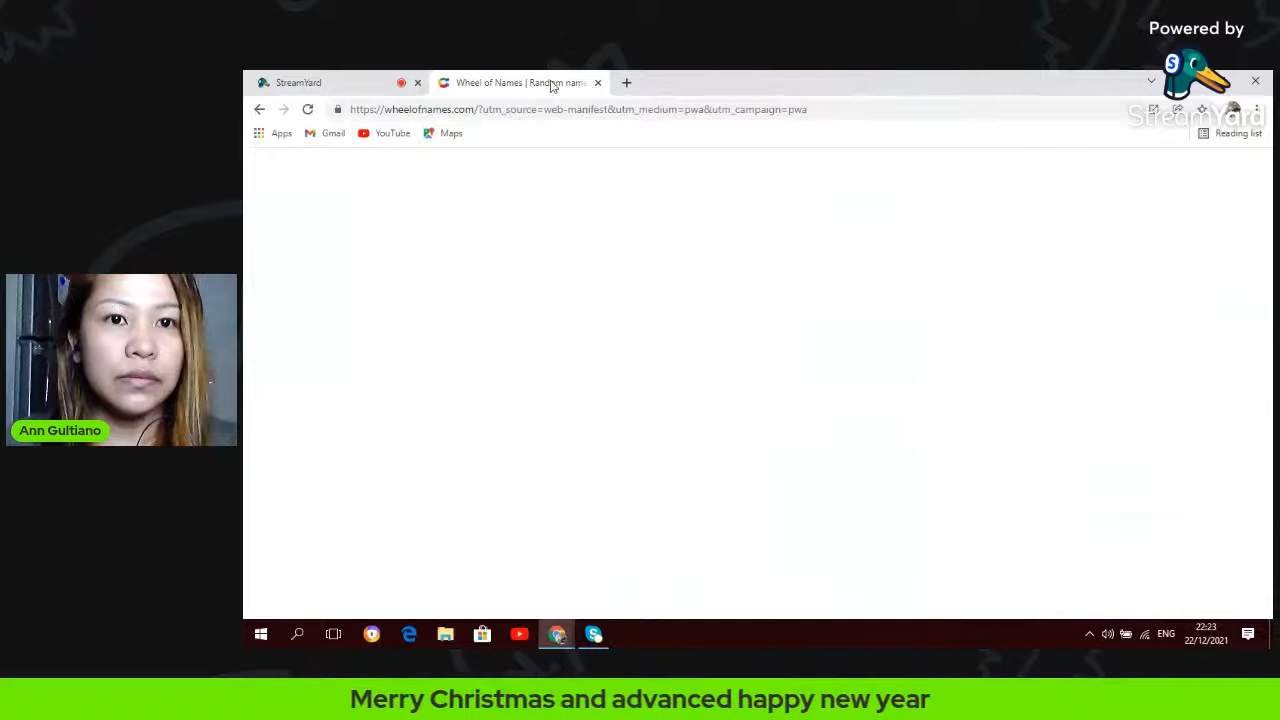 Powered by
StreamYard
StreamYard
Wheel of Names | Random name
https://wheelofnames.com/?utm_source=web-manifest&utm_medium=pwa&utm_campaign=pwa
Apps
Gmail
YouTube
Maps
Reading list
Ann Gultiano
ENG
22:23
22/12/2021
Merry Christmas and advanced happy new year